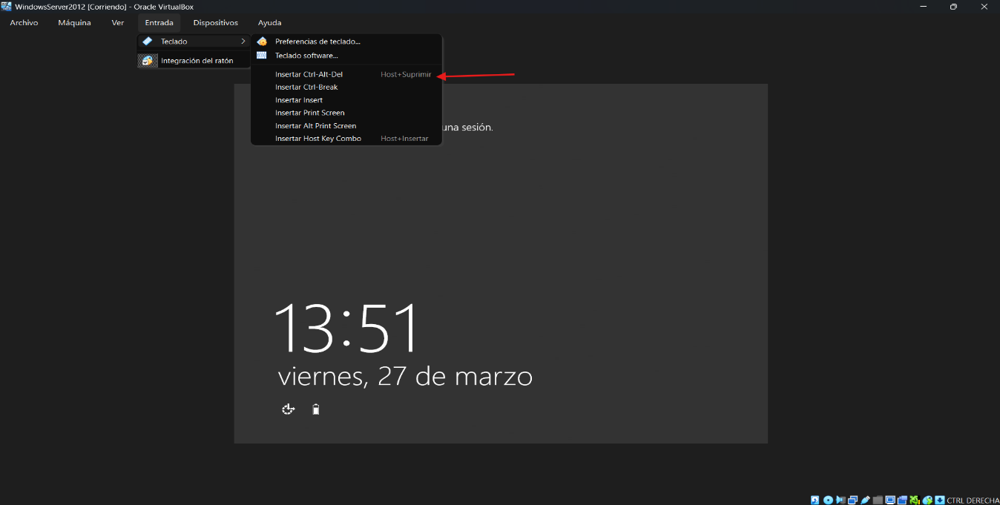 WindowsServer2012 [Corriendo] - Oracle VirtualBox
Archivo Máquina Ver Entrada Dispositivos Ayuda
Teclado
Integración del ratón
Preferencias de teclado...
Teclado software...
Insertar Ctrl-Alt-Del Host+Suprimir
Insertar Ctrl-Break
Insertar Insert
Insertar Print Screen
Insertar Alt Print Screen
Insertar Host Key Combo Host+Insertar
una sesión.
13:51
viernes, 27 de marzo
CTRL DERECHA